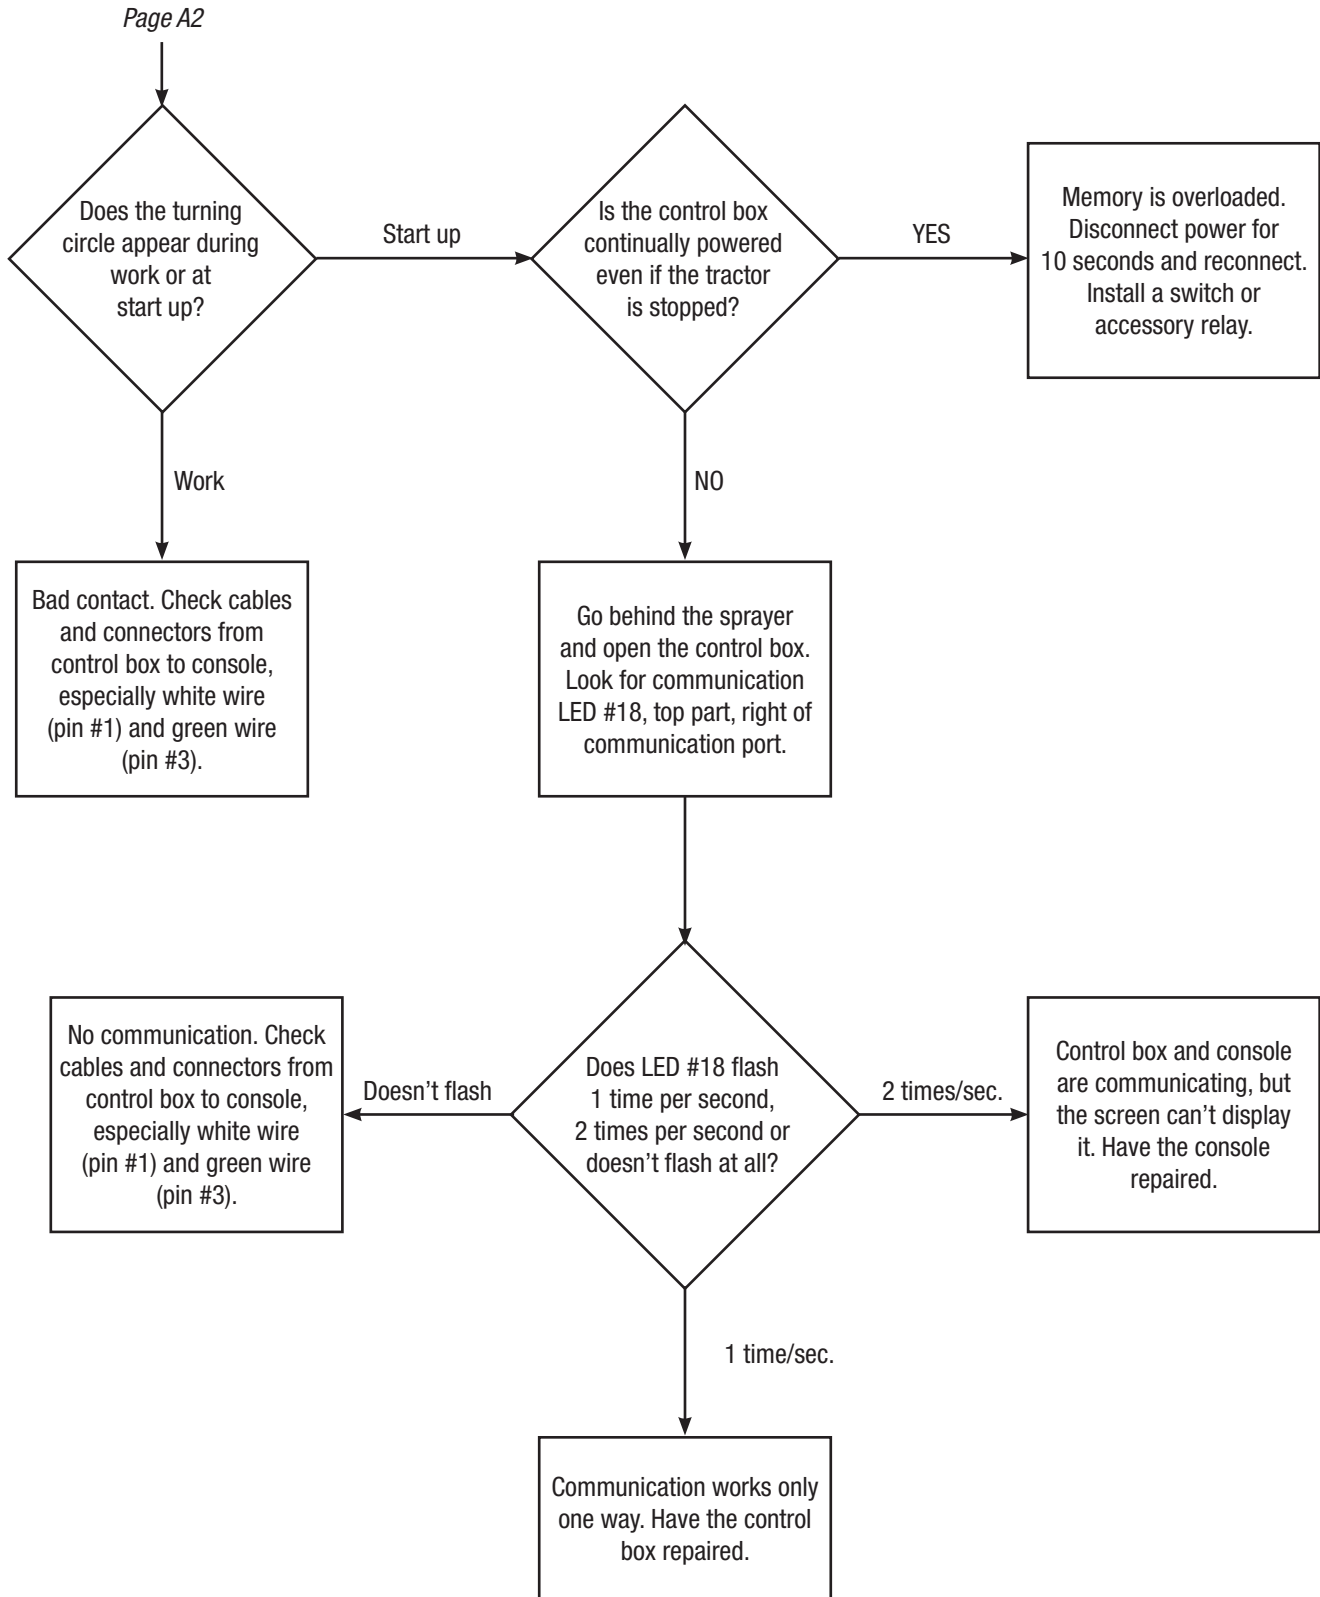 Page A2
Does the turning
circle appear during
work or at
start up?
Start up
Is the control box
continually powered
even if the tractor
is stopped?
YES
Memory is overloaded.
Disconnect power for
10 seconds and reconnect.
Install a switch or
accessory relay.
Work
NO
Bad contact. Check cables
and connectors from
control box to console,
especially white wire
(pin #1) and green wire
(pin #3).
Go behind the sprayer
and open the control box.
Look for communication
LED #18, top part, right of
communication port.
No communication. Check
cables and connectors from
control box to console,
especially white wire
(pin #1) and green wire
(pin #3).
Doesn't flash
Does LED #18 flash
1 time per second,
2 times per second or
doesn't flash at all?
2 times/sec.
Control box and console
are communicating, but
the screen can't display
it. Have the console
repaired.
1 time/sec.
Communication works only
one way. Have the control
box repaired.